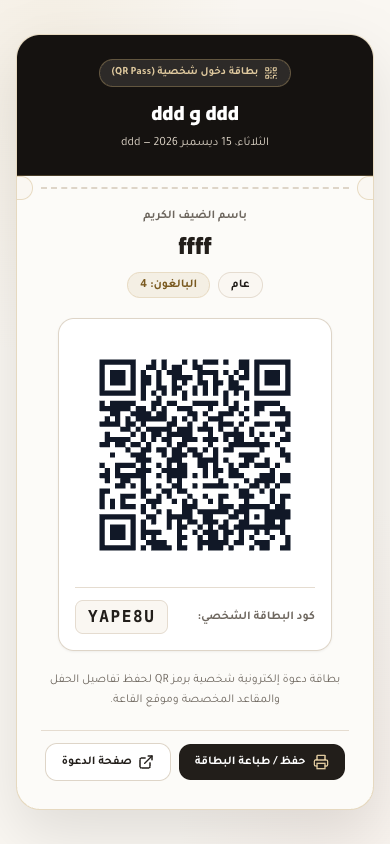 بطاقة دخول شخصية (QR Pass)
ddd و ddd
الثلاثاء، 15 ديسمبر 2026 — ddd
باسم الضيف الكريم
ffff
عام
البالغون: 4
كود البطاقة الشخصي:
YAPE8U
بطاقة دعوة إلكترونية شخصية برمز QR لحفظ تفاصيل الحفل
والمقاعد المخصصة وموقع القاعة.
حفظ / طباعة البطاقة
صفحة الدعوة